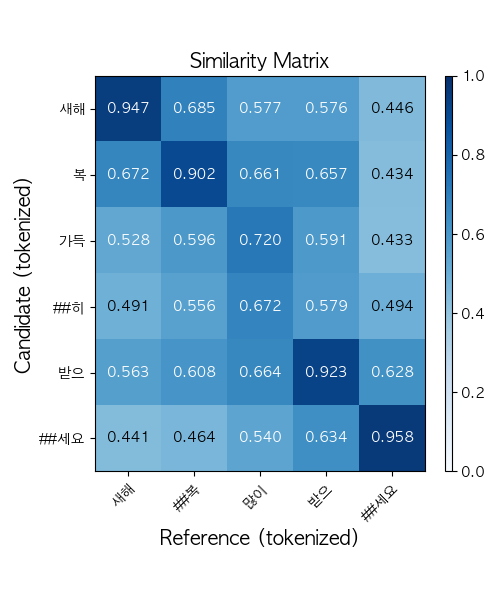 Similarity Matrix
Candidate (tokenized)
새해 0.947 0.685 0.577 0.576 0.446
복 0.672 0.902 0.661 0.657 0.434
가득 0.528 0.596 0.720 0.591 0.433
##히 0.491 0.556 0.672 0.579 0.494
받으 0.563 0.608 0.664 0.923 0.628
##세요 0.441 0.464 0.540 0.634 0.958
새해 ##복 많이 받으 ##세요
Reference (tokenized)
1.0
0.8
0.6
0.4
0.2
0.0